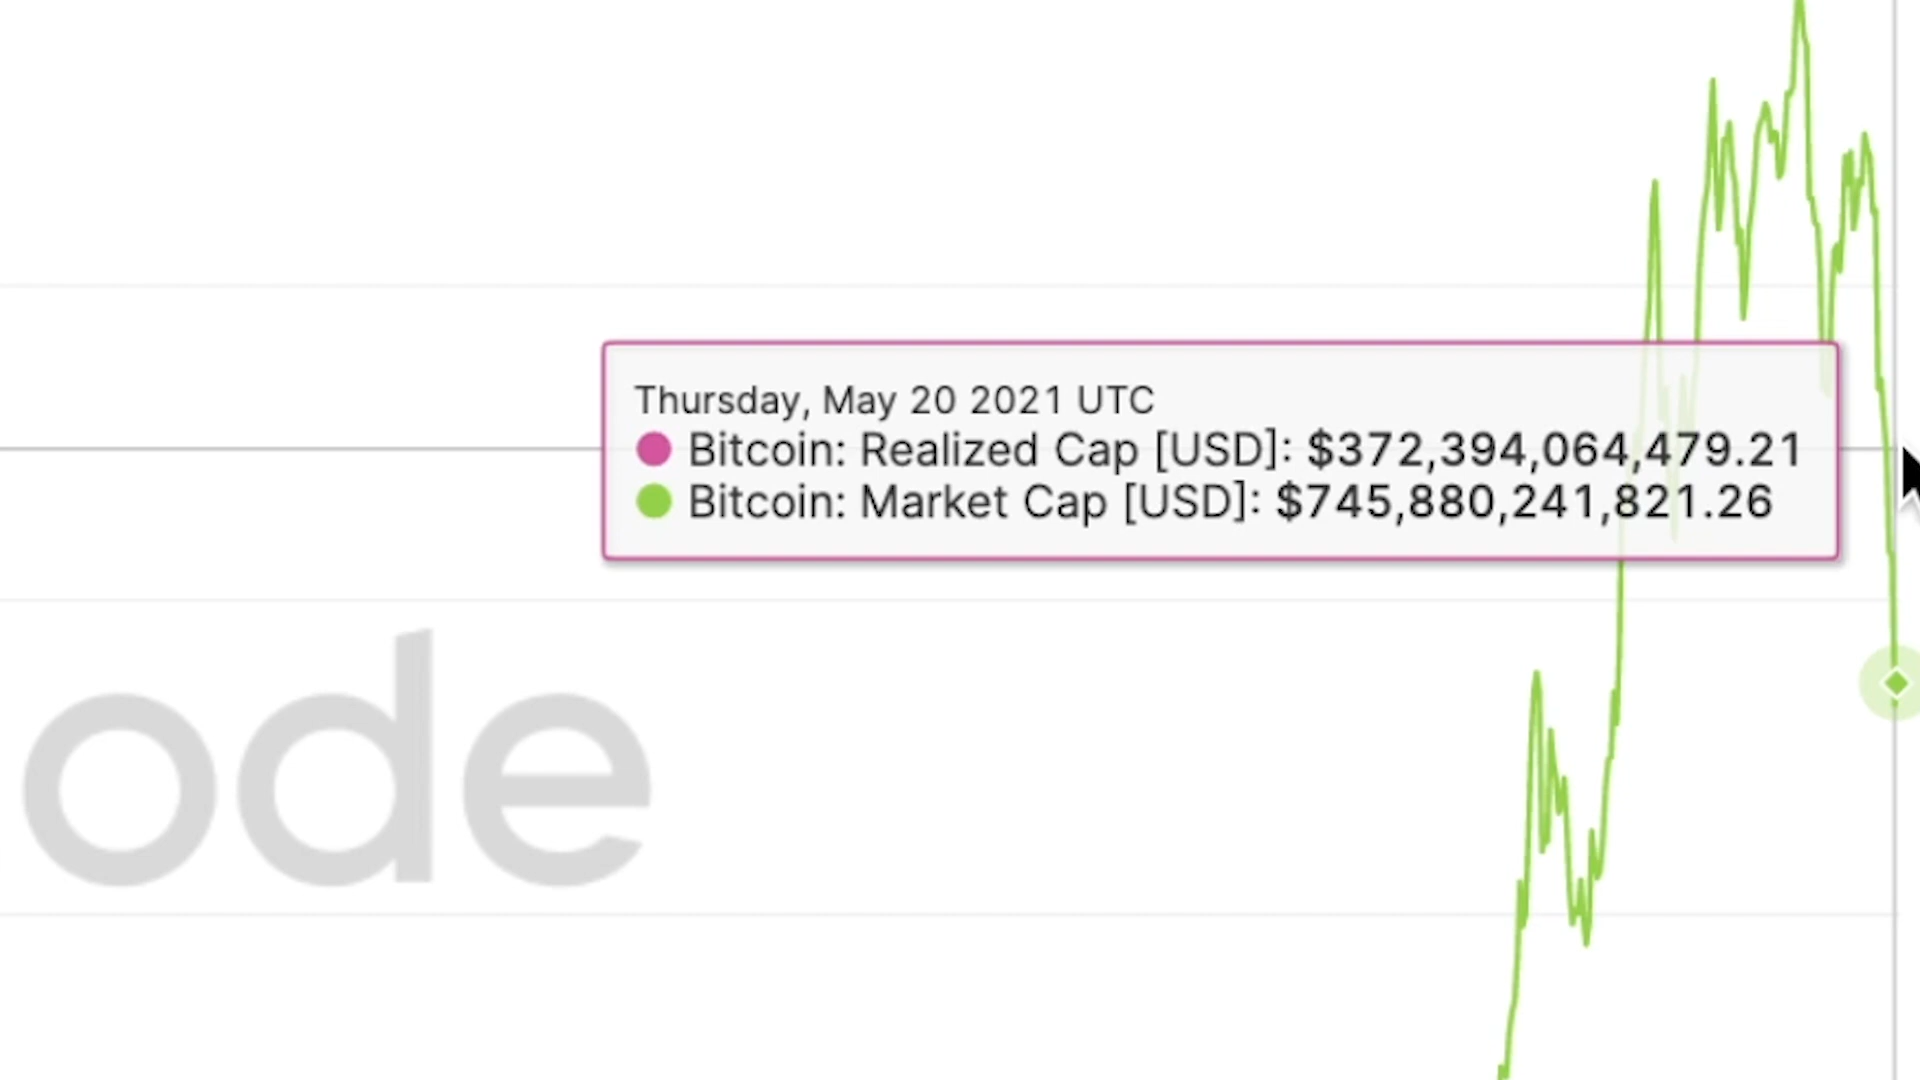 Thursday, May 20 2021 UTC
Bitcoin: Realized Cap [USD]: $372,394,064,479.21
Bitcoin: Market Cap [USD]: $745,880,241,821.26
ode